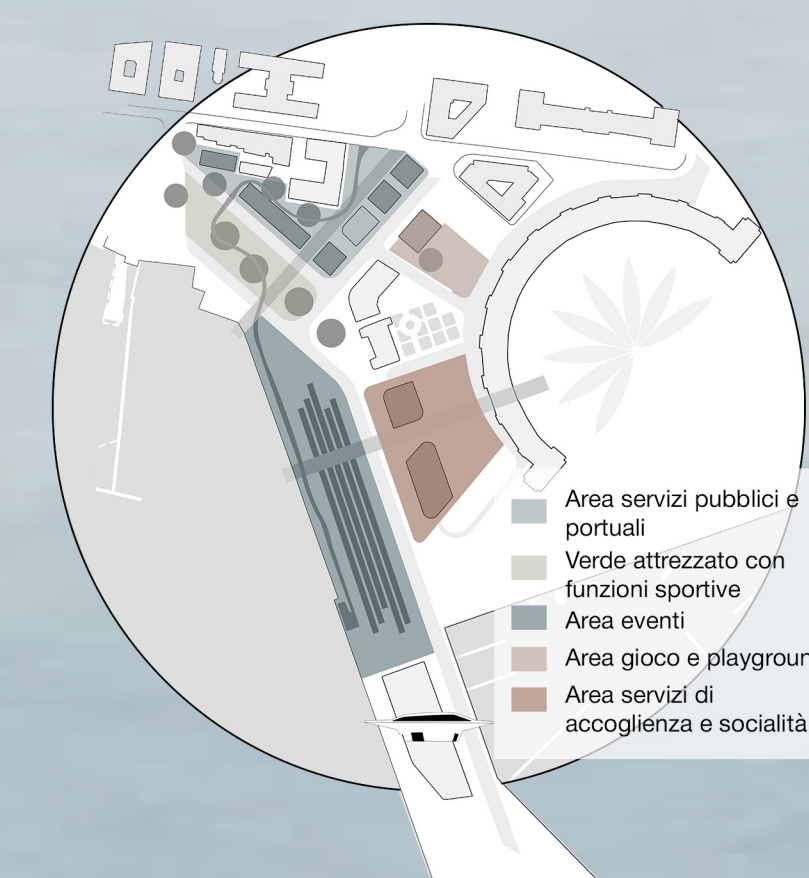 Area servizi pubblici e
portuali
Verde attrezzato con
funzioni sportive
Area eventi
Area gioco e playgroun
Area servizi di
accoglienza e socialità